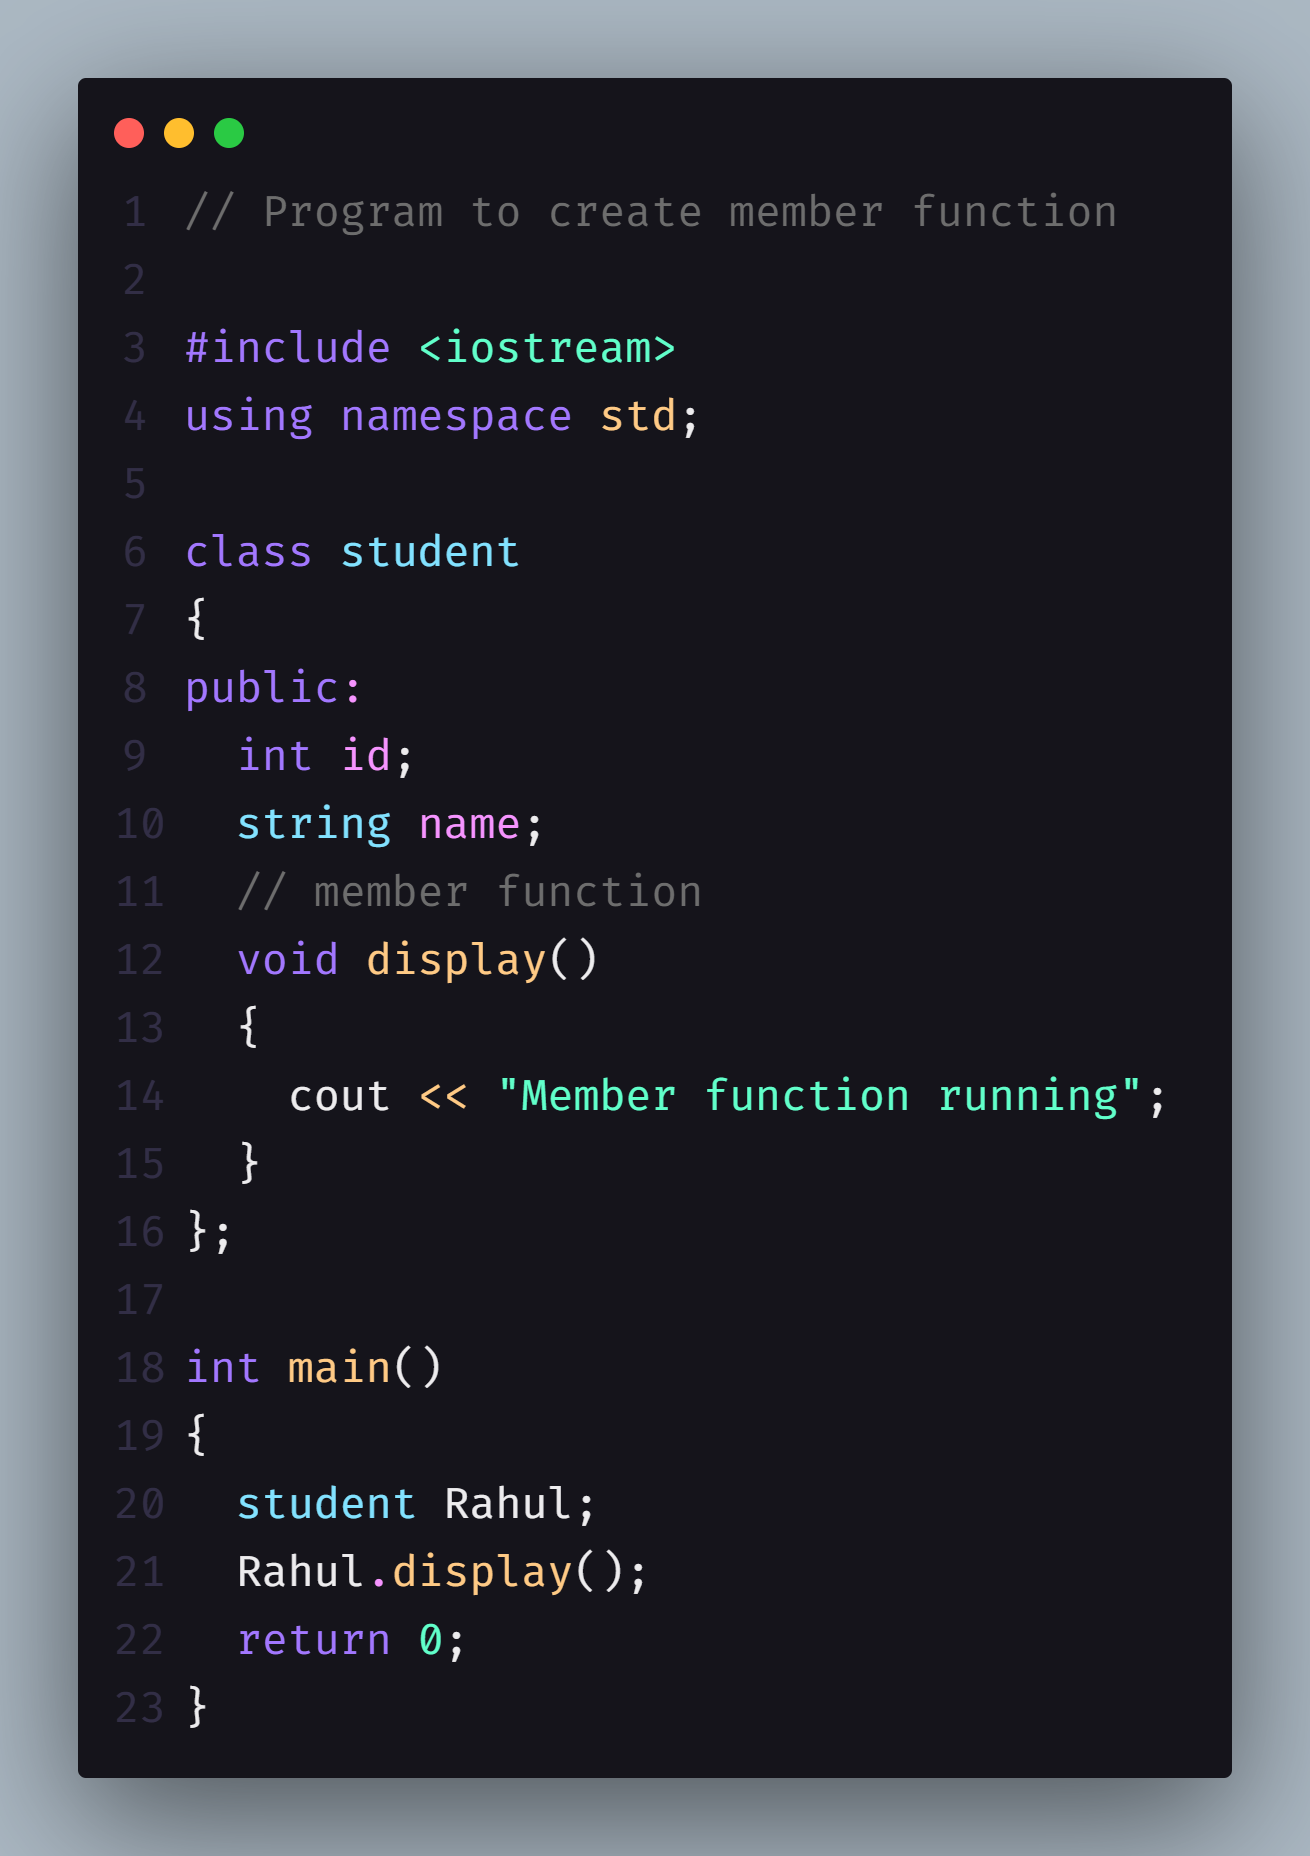 1 // Program to create member function
2
3 #include <iostream>
4 using namespace std;
5
6 class student
7 {
8 public:
9   int id;
10   string name;
11   // member function
12   void display()
13   {
14     cout << "Member function running";
15   }
16 };
17
18 int main()
19 {
20   student Rahul;
21   Rahul.display();
22   return 0;
23 }